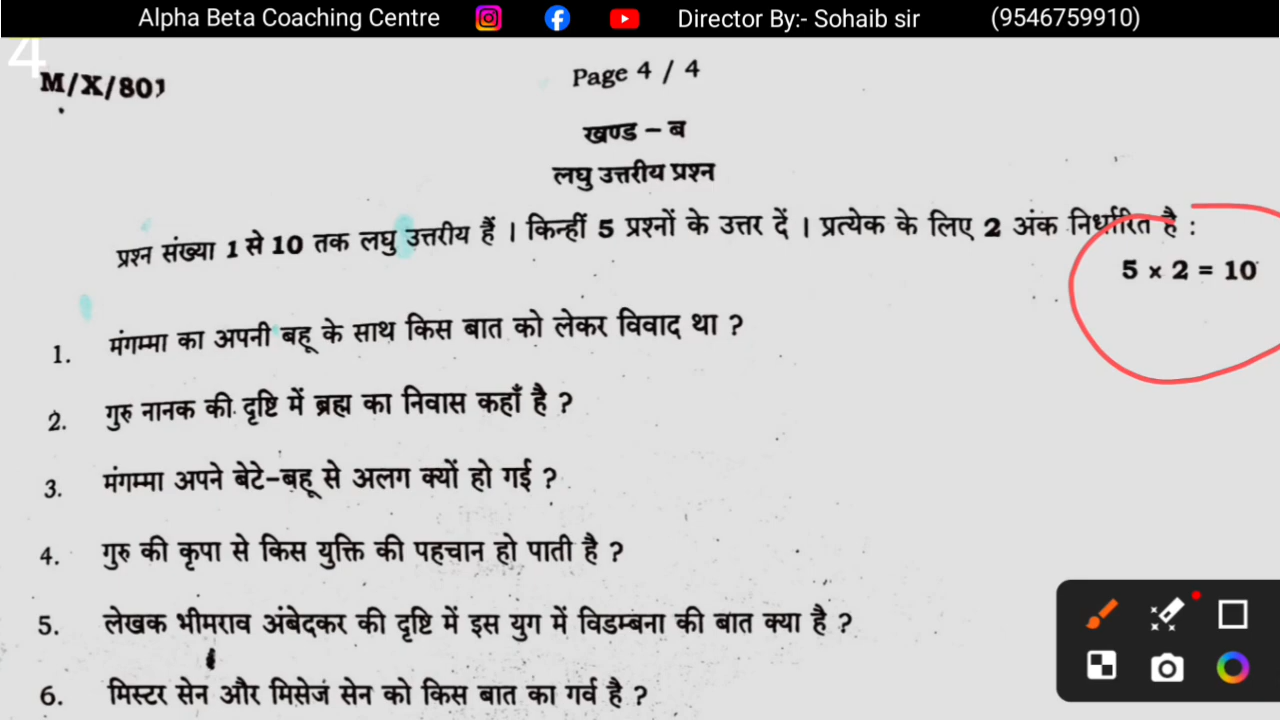 Alpha Beta Coaching Centre Director By:- Sohaib sir (9546759910)
4
M/X/801
Page 4 / 4
खण्ड – ब
लघु उत्तरीय प्रश्न
प्रश्न संख्या 1 से 10 तक लघु उत्तरीय हैं । किन्हीं 5 प्रश्नों के उत्तर दें । प्रत्येक के लिए 2 अंक निर्धारित है :
5 × 2 = 10
1. मंगम्मा का अपनी बहू के साथ किस बात को लेकर विवाद था ?
2. गुरु नानक की दृष्टि में ब्रह्म का निवास कहाँ है ?
3. मंगम्मा अपने बेटे-बहू से अलग क्यों हो गई ?
4. गुरु की कृपा से किस युक्ति की पहचान हो पाती है ?
5. लेखक भीमराव अंबेदकर की दृष्टि में इस युग में विडम्बना की बात क्या है ?
6. मिस्टर सेन और मिसेज सेन को किस बात का गर्व है ?